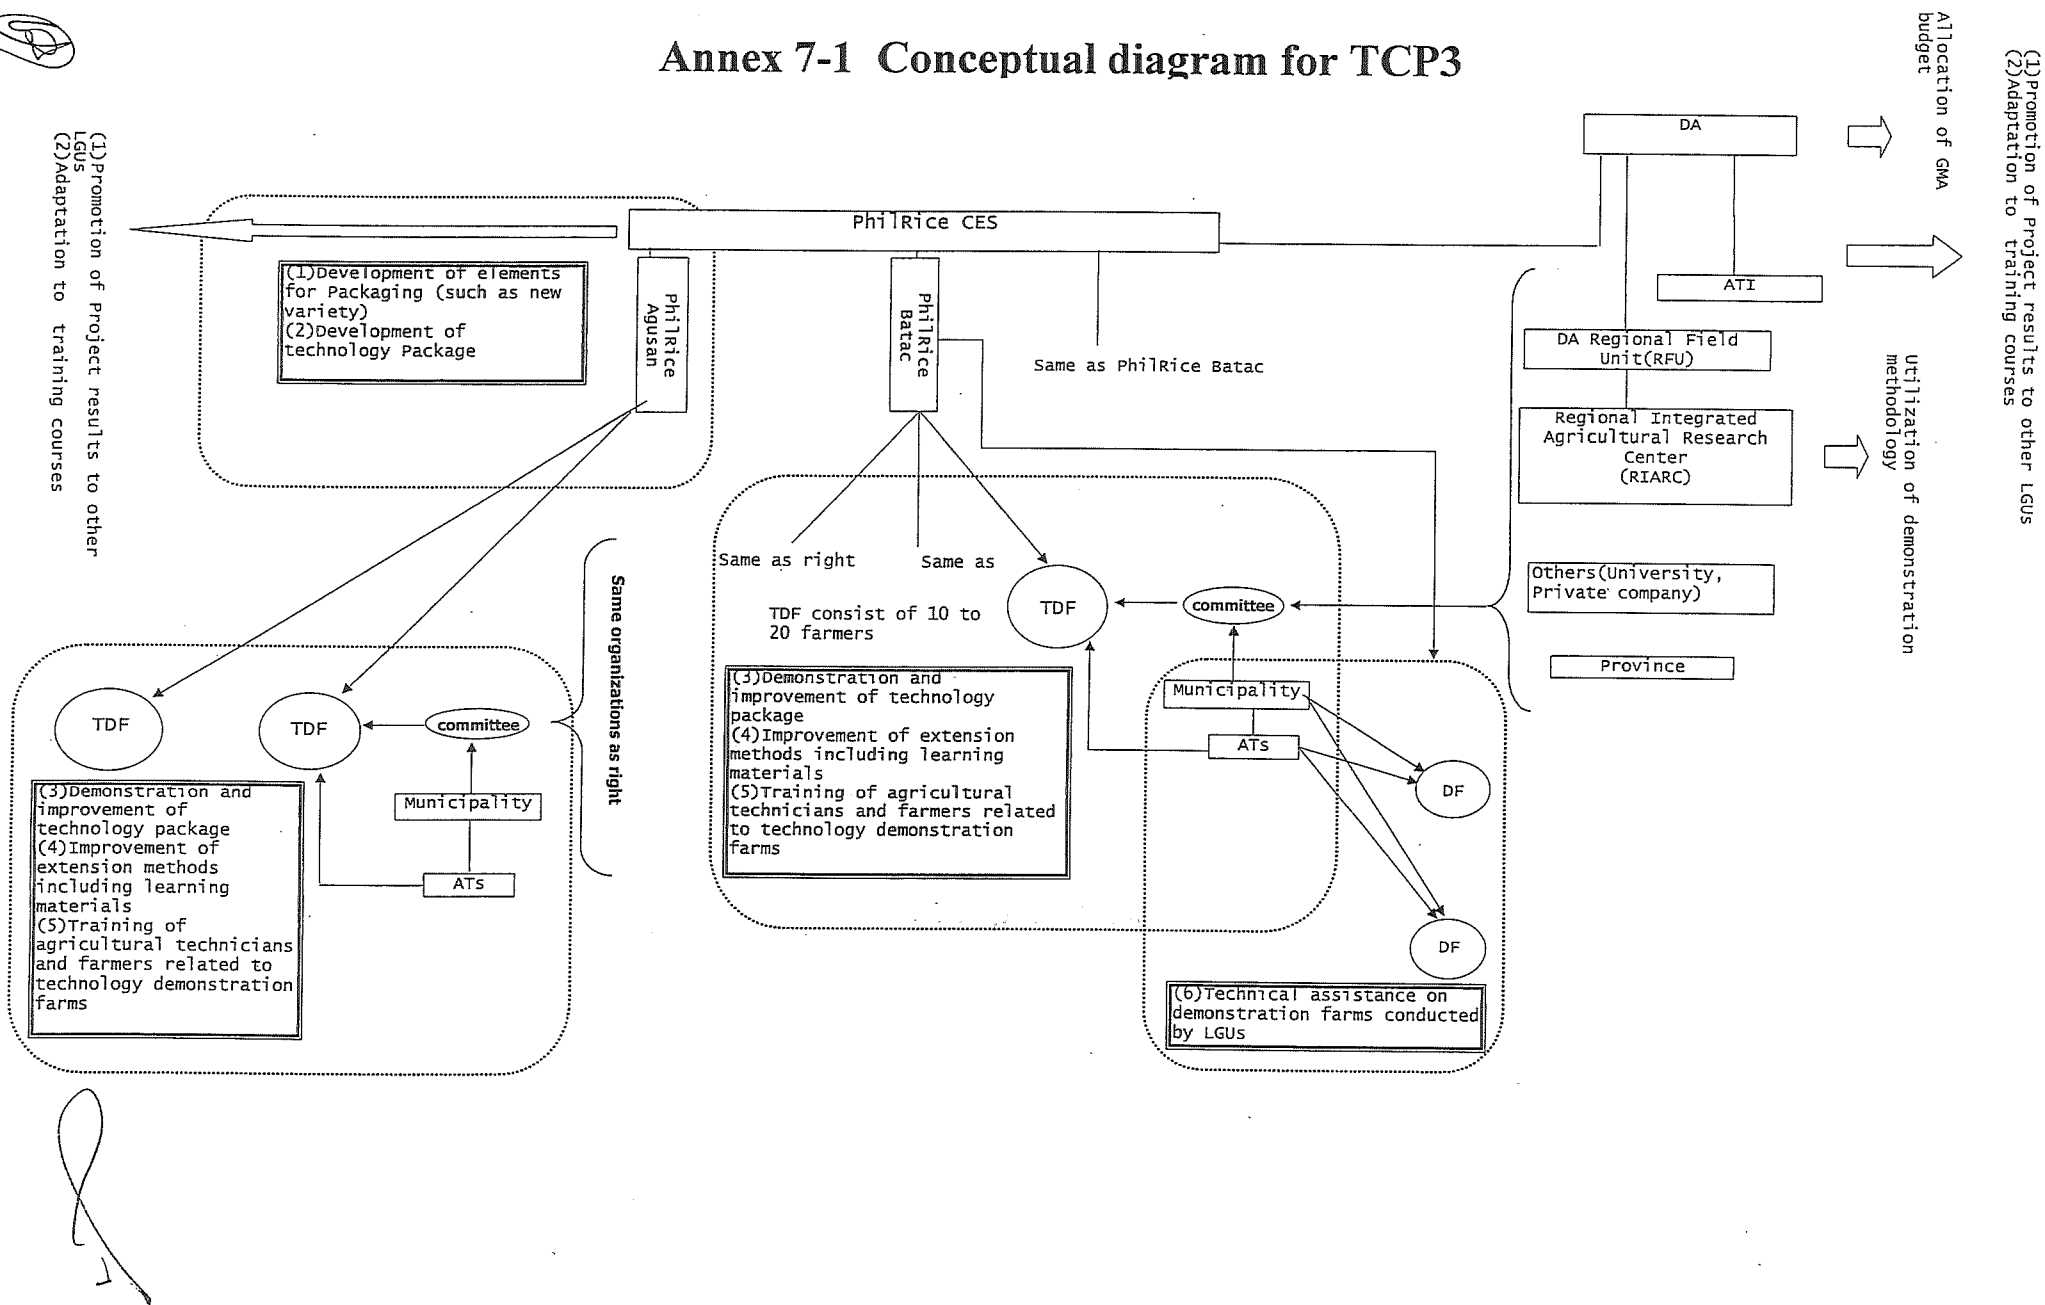 Annex 7-1 Conceptual diagram for TCP3
Allocation of GMA
budget
(1)Promotion of Project results to other LGUs
(2)Adaptation to training courses
(1)Promotion of Project results to other
LGUs
(2)Adaptation to training courses
DA
PhilRice CES
ATI
(1)Development of elements
for Packaging (such as new
variety)
(2)Development of
technology Package
PhilRice
Agusan
PhilRice
Batac
Same as PhilRice Batac
DA Regional Field
Unit(RFU)
Regional Integrated
Agricultural Research
Center
(RIARC)
Utilization of demonstration
methodology
Others(University,
Private company)
Province
Same as right
Same as
TDF
committee
TDF consist of 10 to
20 farmers
(3)Demonstration and
improvement of technology
package
(4)Improvement of extension
methods including learning
materials
(5)Training of agricultural
technicians and farmers related
to technology demonstration
farms
Municipality
ATs
DF
DF
(6)Technical assistance on
demonstration farms conducted
by LGUs
Same organizations as right
TDF
TDF
committee
Municipality
ATs
(3)Demonstration and
improvement of
technology package
(4)Improvement of
extension methods
including learning
materials
(5)Training of
agricultural technicians
and farmers related to
technology demonstration
farms